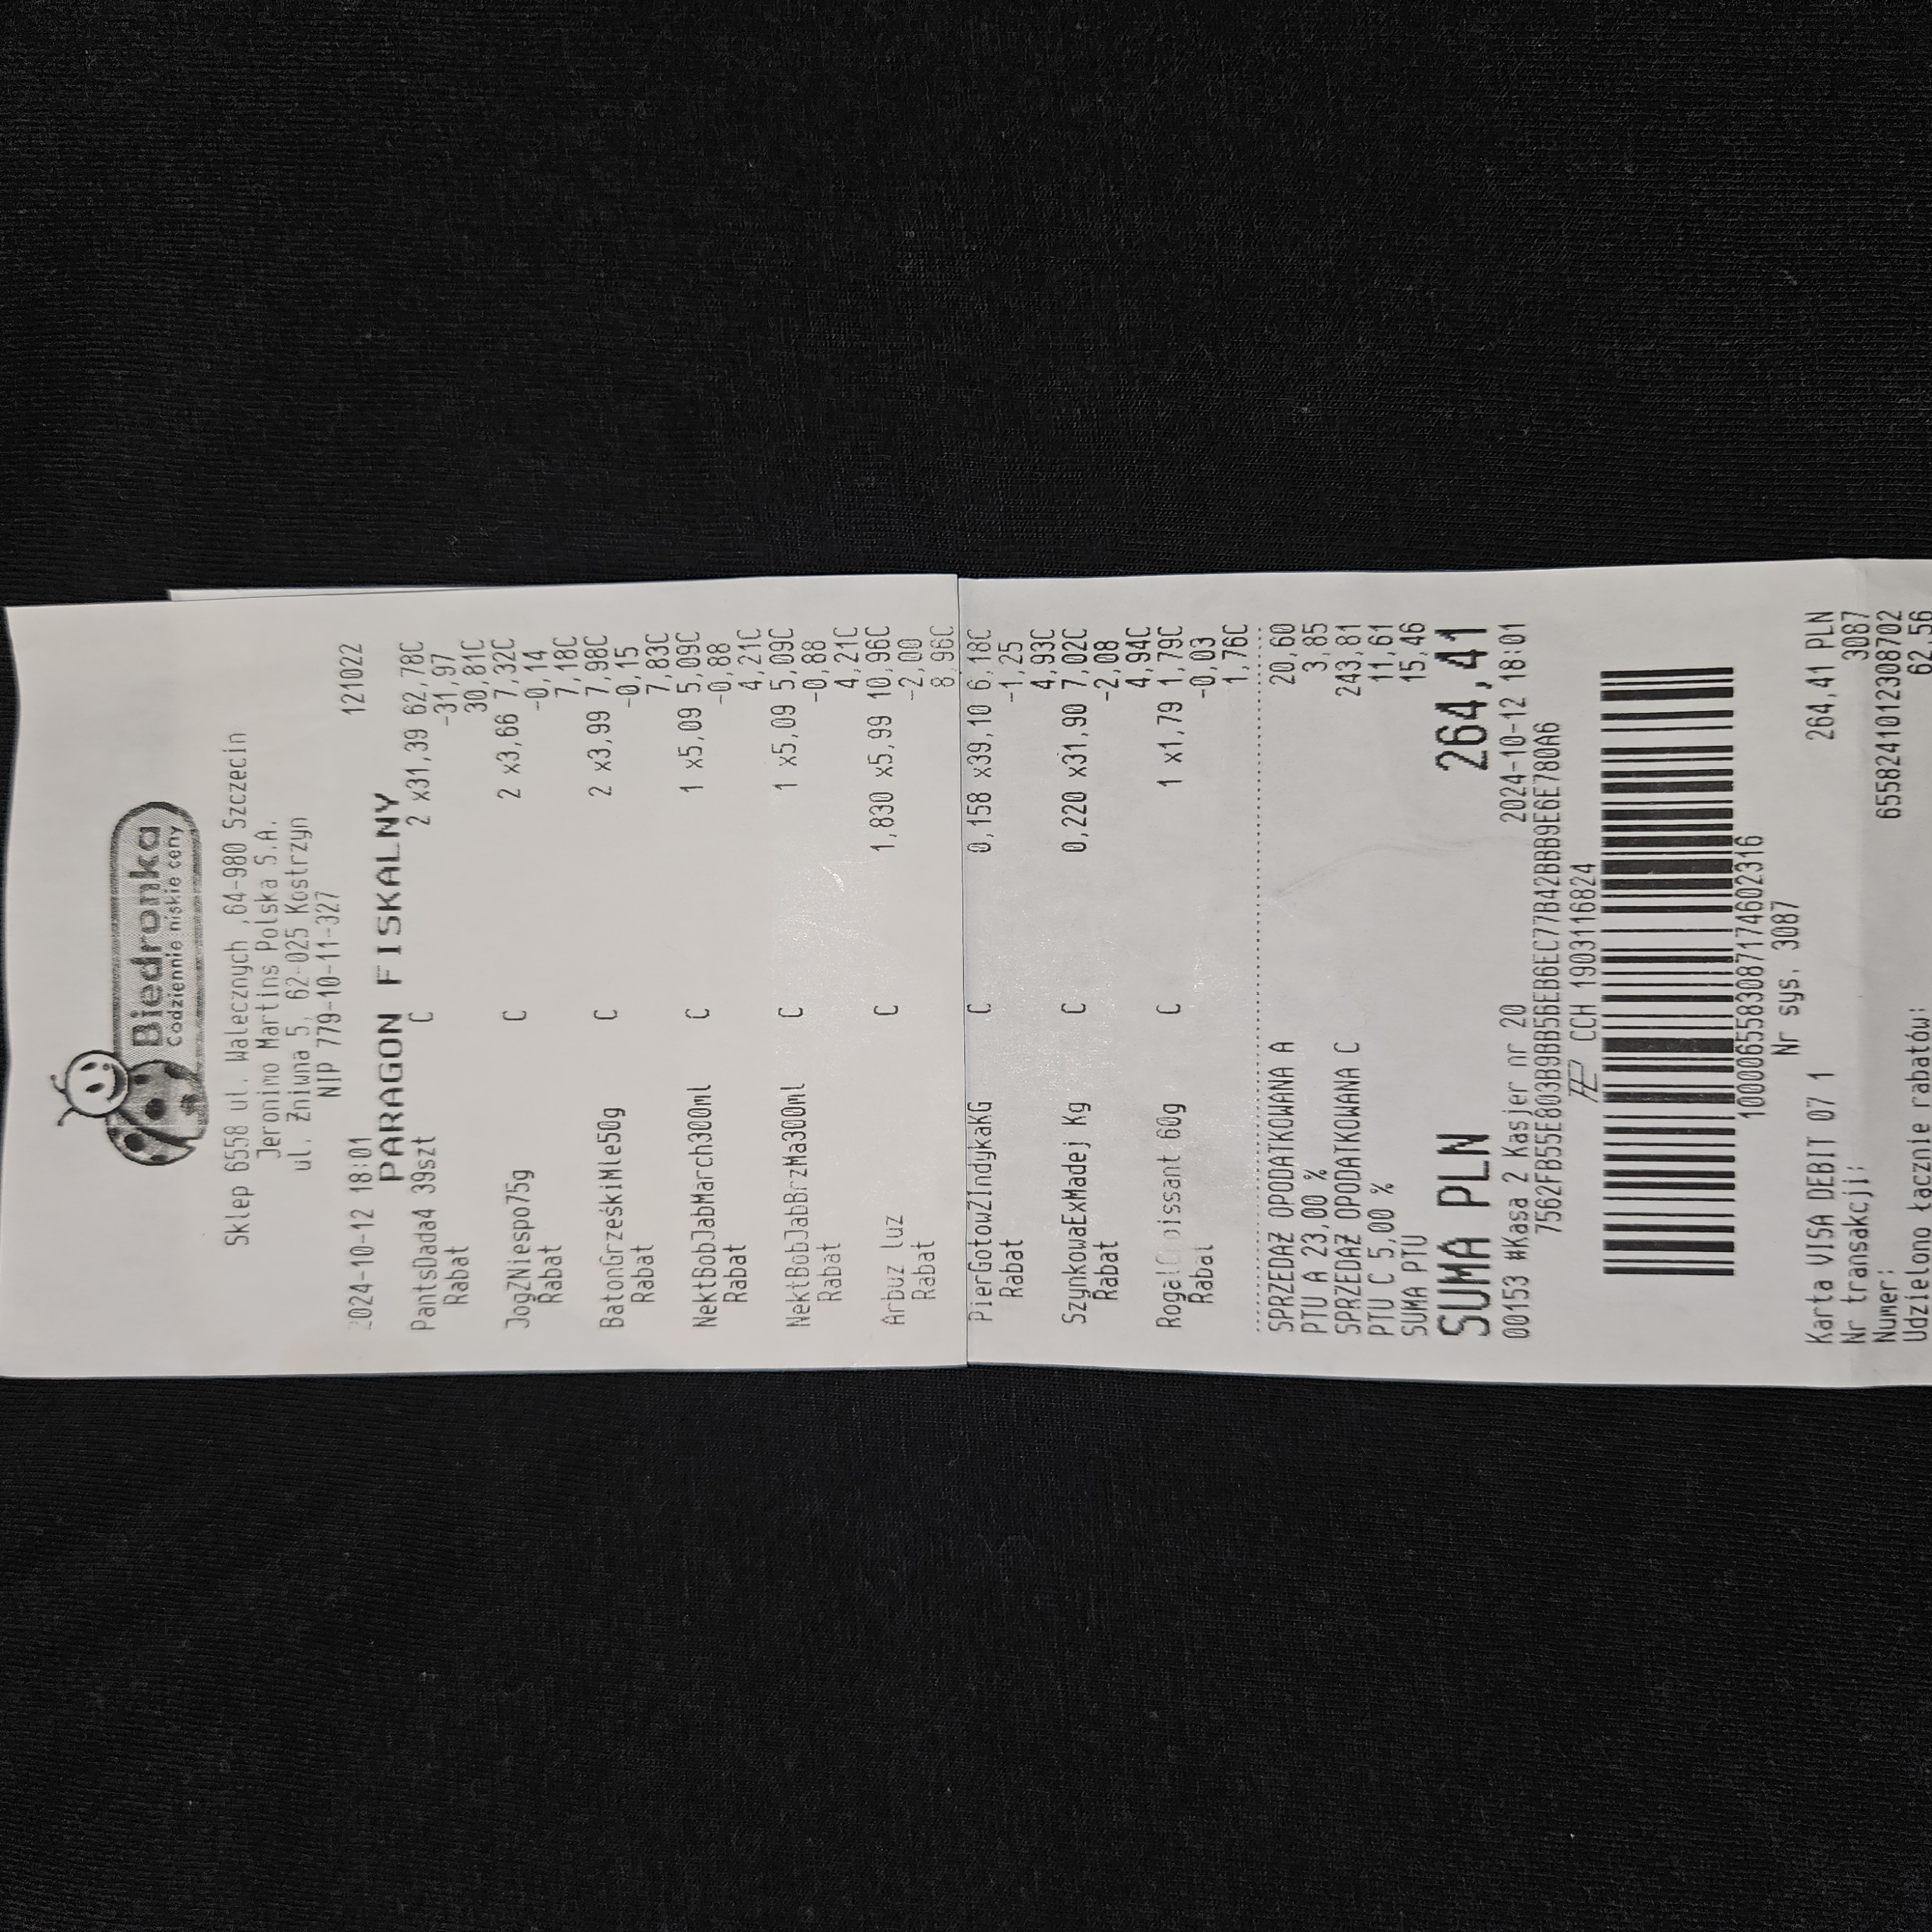 Biedronka
Codziennie niskie ceny
Sklep 6558 ul. Walecznych ,64-980 Szczecin
Jeronimo Martins Polska S.A.
ul. Żniwna 5, 62-025 Kostrzyn
NIP 779-10-11-327
2024-10-12 18:01 121022
PARAGON FISKALNY
PantsDada4 39szt C 2 x31,39 62,78C
Rabat -31,97
30,81C
JogZNiespo75g C 2 x3,66 7,32C
Rabat -0,14
7,18C
BatonGrześkiMle50g C 2 x3,99 7,98C
Rabat -0,15
7,83C
NektBobJabMarch300ml C 1 x5,09 5,09C
Rabat -0,88
4,21C
NektBobJabBrzMa300ml C 1 x5,09 5,09C
Rabat -0,88
4,21C
Arbuz luz C 1,830 x5,99 10,96C
Rabat -2,00
8,96C
PierGotowZIndykaKG C 0,158 x39,10 6,18C
Rabat -1,25
4,93C
SzynkowaExMadej Kg C 0,220 x31,90 7,02C
Rabat -2,08
4,94C
RogalCroissant 60g C 1 x1,79 1,79C
Rabat -0,03
1,76C
SPRZEDAŻ OPODATKOWANA A 20,60
PTU A 23,00 % 3,85
SPRZEDAŻ OPODATKOWANA C 243,81
PTU C 5,00 % 11,61
SUMA PTU 15,46
SUMA PLN 264,41
00153 #Kasa 2 Kasjer nr 20 2024-10-12 18:01
7562FB55E803B9BB5BEB6EC77B42BBB9E6E780A6
CCH 1903116824
1000065583087174602316
Nr sys. 3087
Karta VISA DEBIT 07 1 264,41 PLN
Nr transakcji: 3087
Numer: 6558241012308702
Udzielono łącznie rabatów: 62,56